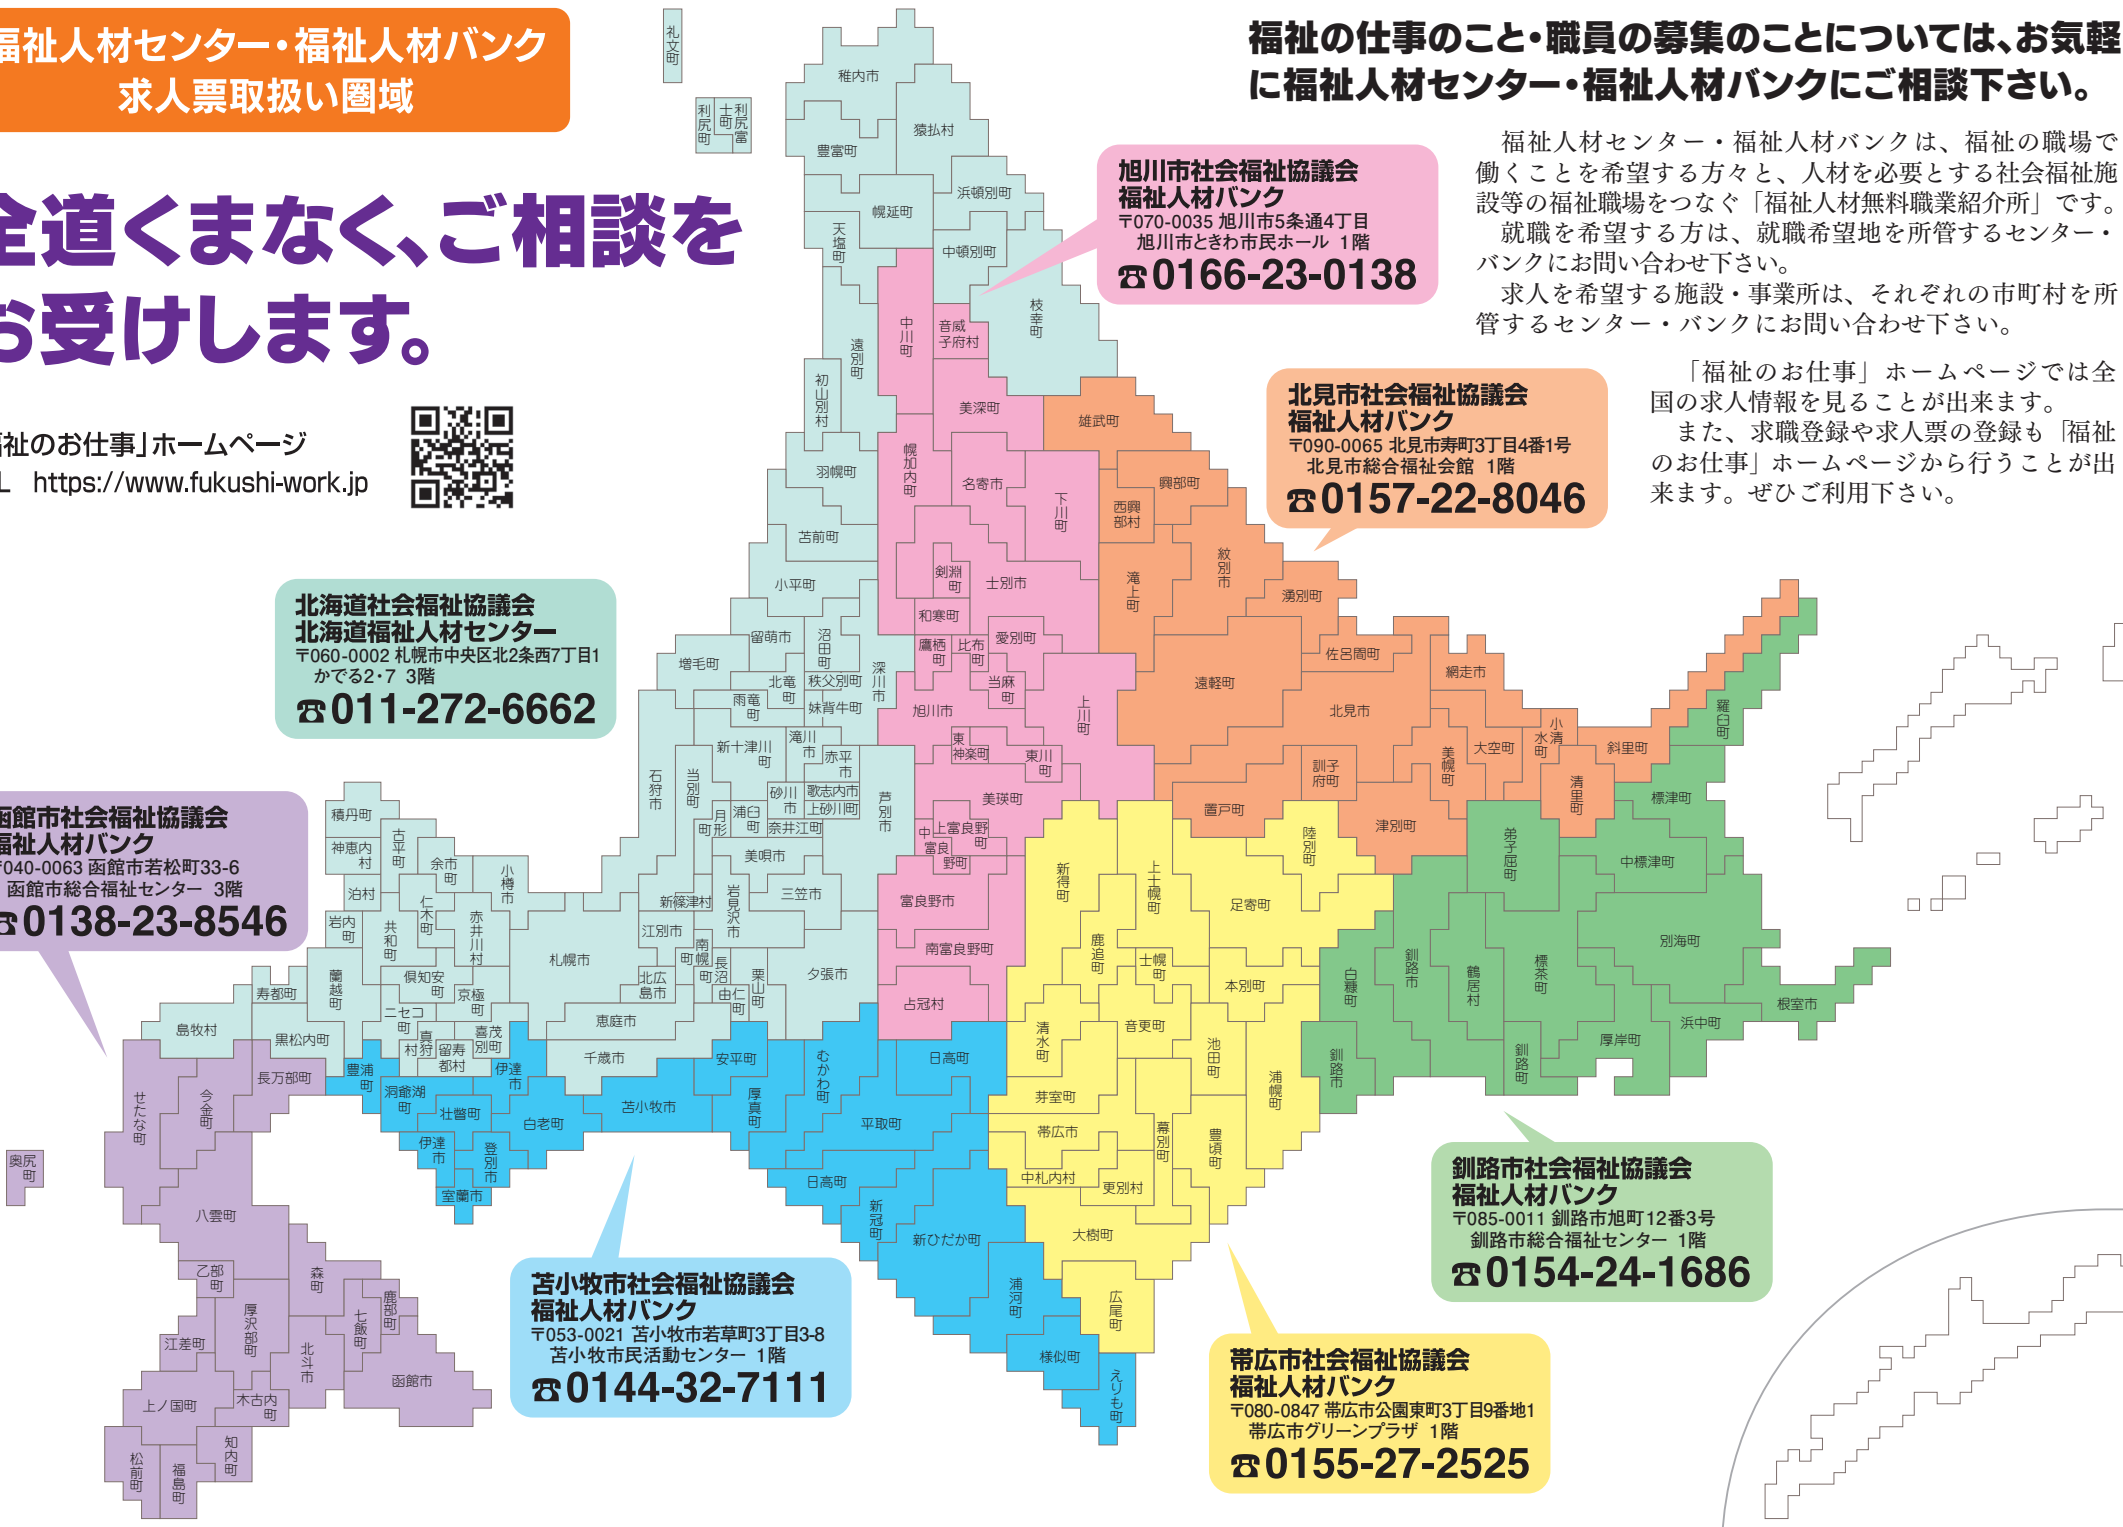 福祉人材センター・福祉人材バンク
求人票取扱い圏域
全道くまなく、ご相談を
お受けします。
福祉のお仕事」ホームページ
L https://www.fukushi-work.jp
福祉の仕事のこと・職員の募集のことについては、お気軽
に福祉人材センター・福祉人材バンクにご相談下さい。
福祉人材センター・福祉人材バンクは、福祉の職場で
働くことを希望する方々と、人材を必要とする社会福祉施
設等の福祉職場をつなぐ「福祉人材無料職業紹介所」です。
就職を希望する方は、就職希望地を所管するセンター・
バンクにお問い合わせ下さい。
求人を希望する施設・事業所は、それぞれの市町村を所
管するセンター・バンクにお問い合わせ下さい。
「福祉のお仕事」ホームページでは全
国の求人情報を見ることが出来ます。
また、求職登録や求人票の登録も「福祉
のお仕事」ホームページから行うことが出
来ます。ぜひご利用下さい。
旭川市社会福祉協議会
福祉人材バンク
〒070-0035 旭川市5条通4丁目
旭川市ときわ市民ホール 1階
☎0166-23-0138
北見市社会福祉協議会
福祉人材バンク
〒090-0065 北見市寿町3丁目4番1号
北見市総合福祉会館 1階
☎0157-22-8046
北海道社会福祉協議会
北海道福祉人材センター
〒060-0002 札幌市中央区北2条西7丁目1
かでる2・7 3階
☎011-272-6662
函館市社会福祉協議会
福祉人材バンク
〒040-0063 函館市若松町33-6
函館市総合福祉センター 3階
☎0138-23-8546
苫小牧市社会福祉協議会
福祉人材バンク
〒053-0021 苫小牧市若草町3丁目3-8
苫小牧市民活動センター 1階
☎0144-32-7111
釧路市社会福祉協議会
福祉人材バンク
〒085-0011 釧路市旭町12番3号
釧路市総合福祉センター 1階
☎0154-24-1686
帯広市社会福祉協議会
福祉人材バンク
〒080-0847 帯広市公園東町3丁目9番地1
帯広市グリーンプラザ 1階
☎0155-27-2525
礼文町
利尻町
利尻富士町
稚内市
猿払村
豊富町
浜頓別町
幌延町
天塩町
中頓別町
枝幸町
中川町
音威子府村
遠別町
初山別村
美深町
雄武町
羽幌町
幌加内町
名寄市
下川町
興部町
西興部村
苫前町
紋別市
滝上町
小平町
剣淵町
士別市
湧別町
和寒町
留萌市
沼田町
鷹栖町
比布町
愛別町
佐呂間町
増毛町
深川市
網走市
北竜町
秩父別町
当麻町
遠軽町
雨竜町
妹背牛町
旭川市
上川町
北見市
羅臼町
新十津川町
滝川市
赤平市
東神楽町
東川町
美幌町
大空町
小清水町
斜里町
石狩市
当別町
訓子府町
清里町
砂川市
歌志内市
上砂川町
芦別市
美瑛町
置戸町
標津町
積丹町
月形町
浦臼町
奈井江町
上富良野町
中富良野町
津別町
陸別町
弟子屈町
神恵内村
古平町
余市町
小樽市
美唄市
新得町
上士幌町
中標津町
泊村
仁木町
赤井川村
新篠津村
岩見沢市
三笠市
富良野市
足寄町
岩内町
共和町
江別市
南幌町
長沼町
南富良野町
鹿追町
士幌町
別海町
札幌市
北広島市
栗山町
夕張市
由仁町
本別町
白糠町
釧路市
鶴居村
標茶町
倶知安町
京極町
蘭越町
寿都町
占冠村
根室市
ニセコ町
真狩村
喜茂別町
恵庭市
音更町
浜中町
島牧村
黒松内町
留寿都村
千歳市
清水町
池田町
厚岸町
釧路町
釧路市
浦幌町
長万部町
豊浦町
伊達市
安平町
むかわ町
日高町
せたな町
今金町
洞爺湖町
壮瞥町
白老町
苫小牧市
厚真町
平取町
芽室町
帯広市
幕別町
豊頃町
伊達市
登別市
室蘭市
日高町
中札内村
更別村
奥尻町
八雲町
新冠町
新ひだか町
大樹町
乙部町
森町
鹿部町
七飯町
厚沢部町
浦河町
広尾町
江差町
北斗市
函館市
様似町
えりも町
上ノ国町
木古内町
知内町
松前町
福島町